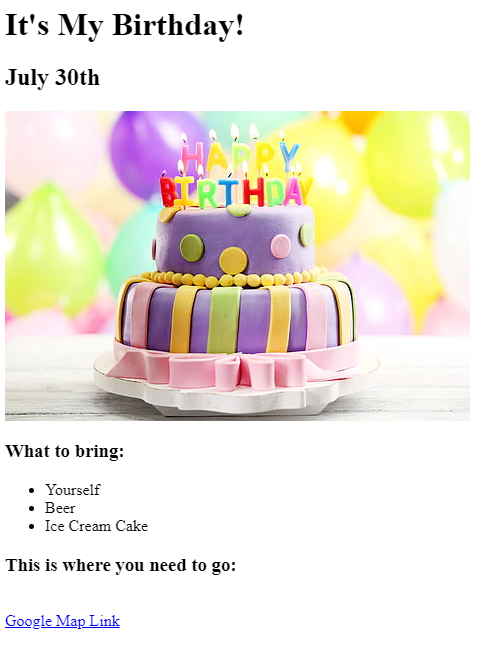 It's My Birthday!
July 30th
HAPPY
BIRTHDAY
What to bring:
Yourself
Beer
Ice Cream Cake
This is where you need to go:
Google Map Link